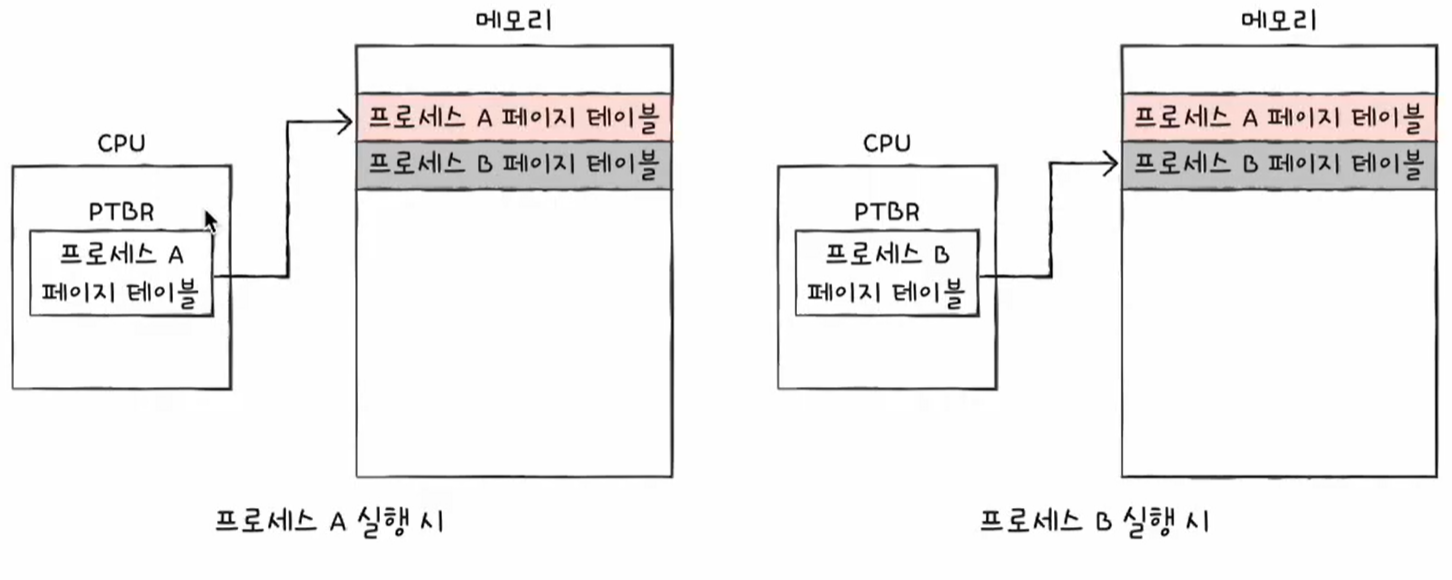 메모리
프로세스 A 페이지 테이블
프로세스 B 페이지 테이블
CPU
PTBR
프로세스 A
페이지 테이블
프로세스 A 실행 시
메모리
프로세스 A 페이지 테이블
프로세스 B 페이지 테이블
CPU
PTBR
프로세스 B
페이지 테이블
프로세스 B 실행 시